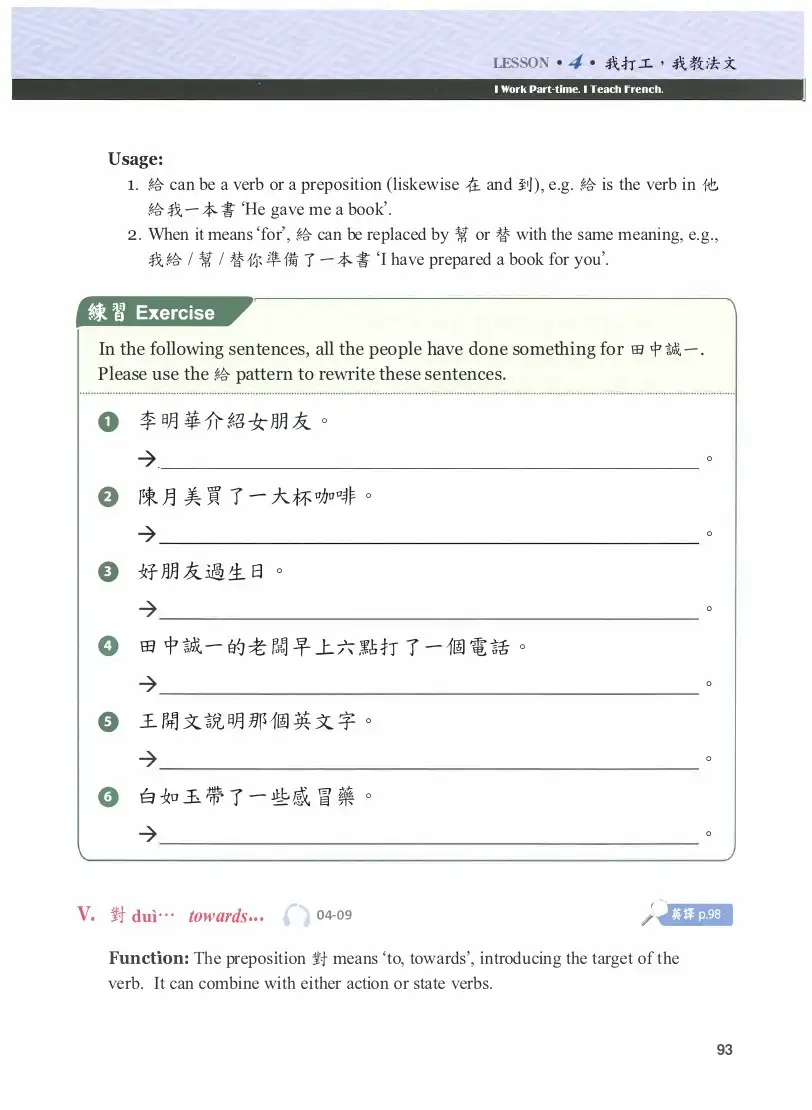 LESSON • 4 • 我打工，我教法文
I Work Part-time. I Teach French.
Usage:
1. 給 can be a verb or a preposition (liskewise 在 and 到), e.g. 給 is the verb in 他
給我一本書 ‘He gave me a book’.
2. When it means ‘for’, 給 can be replaced by 幫 or 替 with the same meaning, e.g.,
我給 / 幫 / 替你準備了一本書 ‘I have prepared a book for you’.
練習 Exercise
In the following sentences, all the people have done something for 田中誠一.
Please use the 給 pattern to rewrite these sentences.
1 李明華介紹女朋友。
→ 。
2 陳月美買了一大杯咖啡。
→ 。
3 好朋友過生日。
→ 。
4 田中誠一的老闆早上六點打了一個電話。
→ 。
5 王開文說明那個英文字。
→ 。
6 白如玉帶了一些感冒藥。
→ 。
V. 對 duì… towards... 04-09 英譯 p.98
Function: The preposition 對 means ‘to, towards’, introducing the target of the
verb. It can combine with either action or state verbs.
93